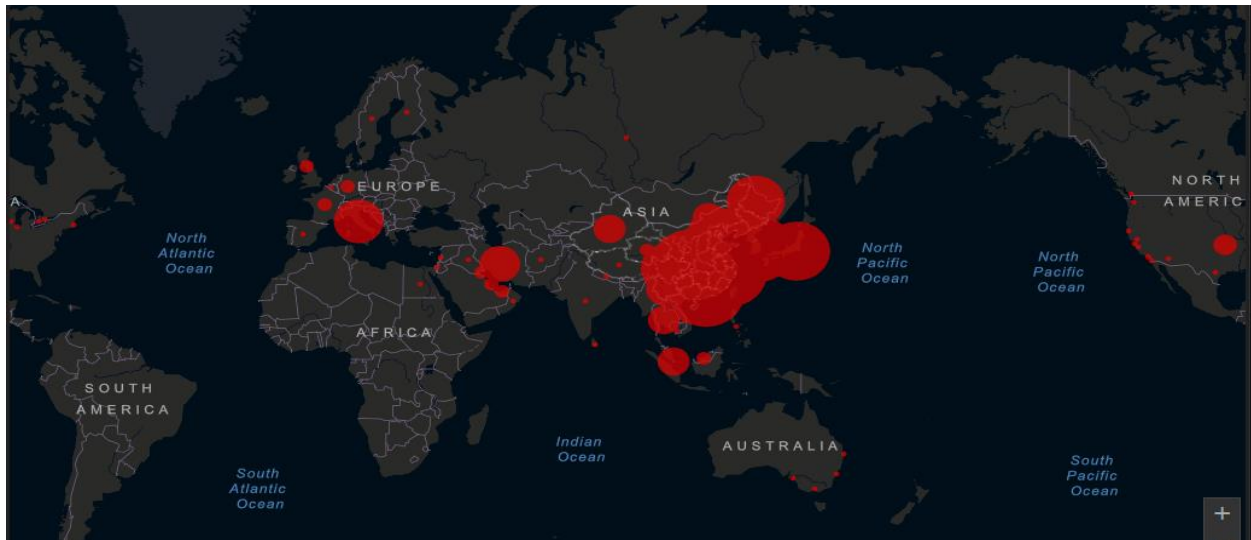 A
EUROPE
ASIA
NORTH
AMERIC
North
Atlantic
Ocean
North
Pacific
Ocean
North
Pacific
Ocean
AFRICA
SOUTH
AMERICA
Indian
Ocean
AUSTRALIA
South
Atlantic
Ocean
South
Pacific
Ocean
+